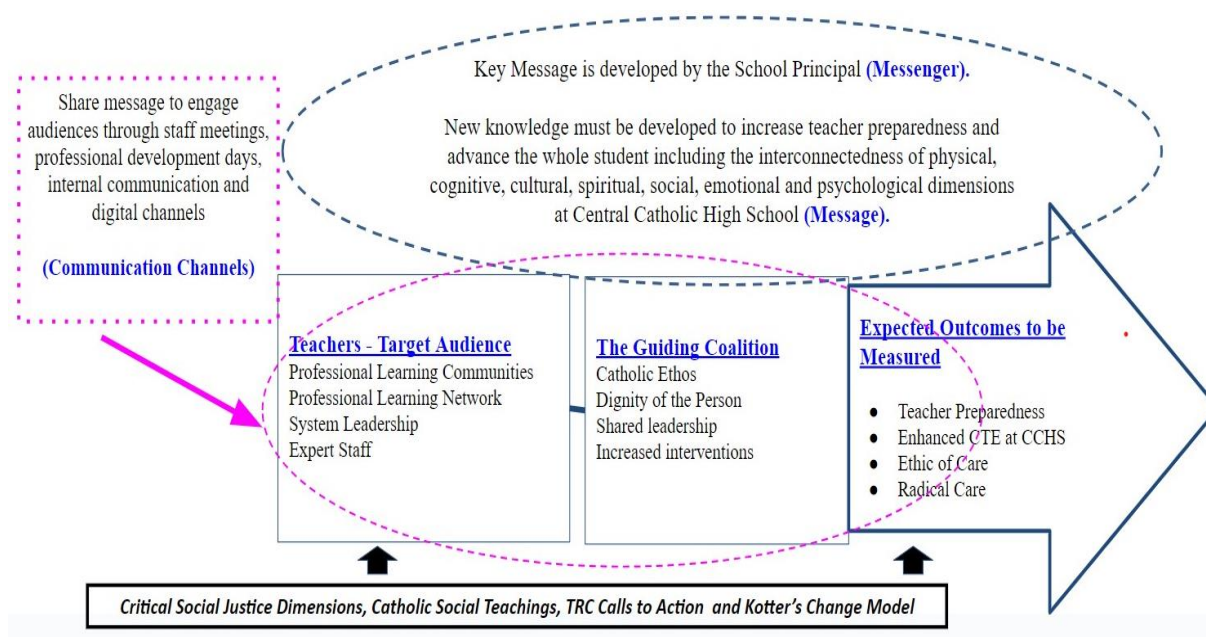 Key Message is developed by the School Principal (Messenger).
New knowledge must be developed to increase teacher preparedness and
advance the whole student including the interconnectedness of physical,
cognitive, cultural, spiritual, social, emotional and psychological dimensions
at Central Catholic High School (Message).
Share message to engage
audiences through staff meetings,
professional development days,
internal communication and
digital channels
(Communication Channels)
Teachers - Target Audience
Professional Learning Communities
Professional Learning Network
System Leadership
Expert Staff
The Guiding Coalition
Catholic Ethos
Dignity of the Person
Shared leadership
Increased interventions
Expected Outcomes to be
Measured
● Teacher Preparedness
● Enhanced CTE at CCHS
● Ethic of Care
● Radical Care
Critical Social Justice Dimensions, Catholic Social Teachings, TRC Calls to Action and Kotter's Change Model